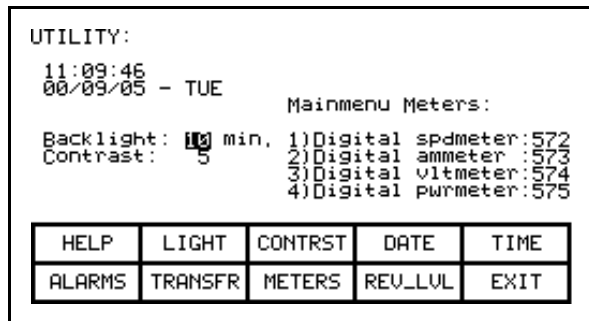 UTILITY:
11:09:46
00/09/05 - TUE
Mainmenu Meters:
Backlight: 10 min. 1)Digital spdmeter:572
Contrast: 5 2)Digital ammeter :573
3)Digital vltmeter:574
4)Digital pwrmeter:575
HELP LIGHT CONTRST DATE TIME
ALARMS TRANSFR METERS REV_LVL EXIT